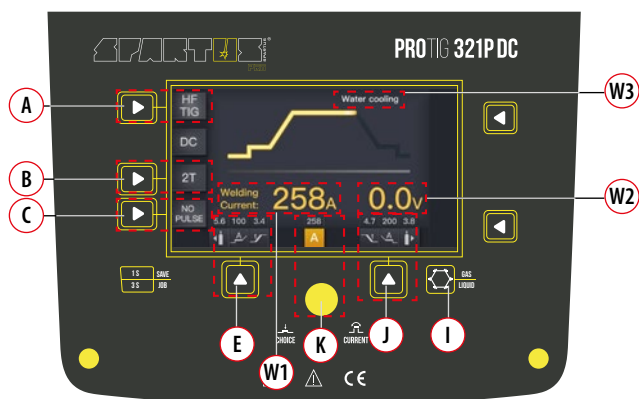 SPARTUS®
PRO
PROTIG 321P DC
W3
A
HF
TIG
Water cooling
DC
B
2T
C
NO
PULSE
Welding
Current:
258A
0.0V
W2
5.6 100 3.4
258
4.7 200 3.8
A
A
A
1 S SAVE
3 S JOB
GAS
LIQUID
E
K
J
I
CHOICE
CURRENT
W1
CE